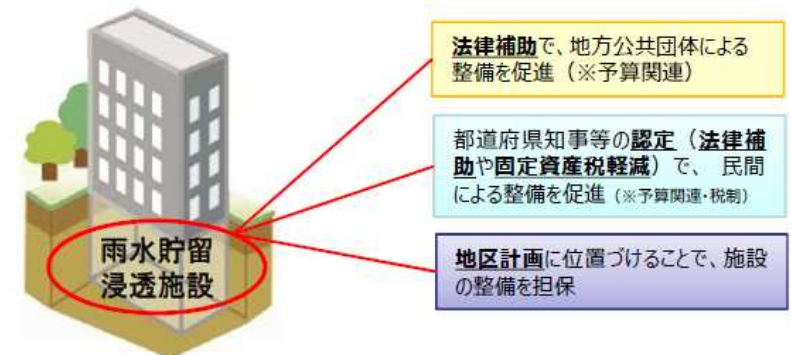 雨水貯留
浸透施設
法律補助で、地方公共団体による
整備を促進（※予算関連）
都道府県知事等の認定（法律補
助や固定資産税軽減）で、 民間
による整備を促進（※予算関連・税制）
地区計画に位置づけることで、施設
の整備を担保